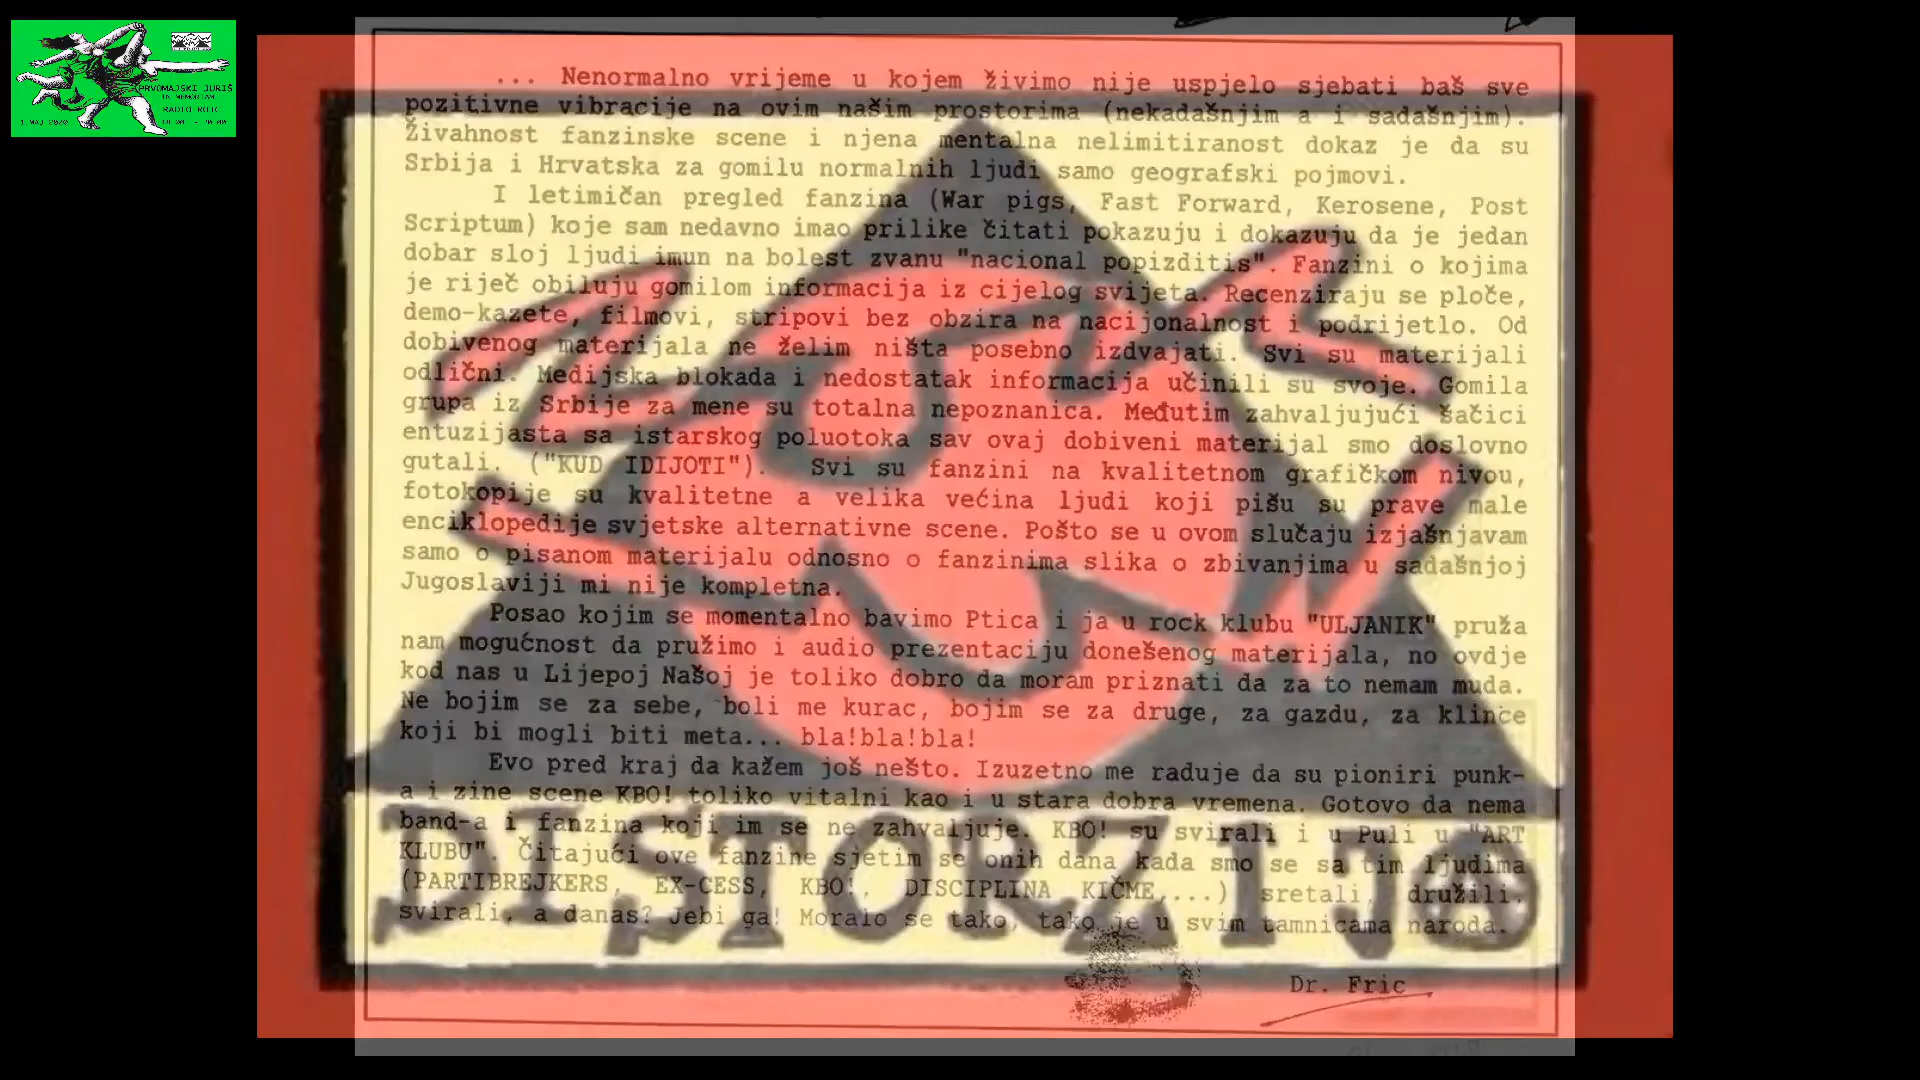 PRVOMAJSKI JURIŠ
IN MEMORIAM
RADIO ROJC
1.MAJ 2020
... Nenormalno vrijeme u kojem živimo nije uspjelo sjebati baš sve
pozitivne vibracije na ovim našim prostorima (nekadašnjim a i sadašnjim).
Živahnost fanzinske scene i njena mentalna nelimitiranost dokaz je da su
Srbija i Hrvatska za gomilu normalnih ljudi samo geografski pojmovi.
I letimičan pregled fanzina (War pigs, Fast Forward, Kerosene, Post
Scriptum) koje sam nedavno imao prilike čitati pokazuju i dokazuju da je jedan
dobar sloj ljudi imun na bolest zvanu "nacional popizditis". Fanzini o kojima
je riječ obiluju gomilom informacija iz cijelog svijeta. Recenziraju se ploče,
demo-kazete, filmovi, stripovi bez obzira na nacijonalnost i podrijetlo. Od
dobivenog materijala ne želim ništa posebno izdvajati. Svi su materijali
odlični. Medijska blokada i nedostatak informacija učinili su svoje. Gomila
grupa iz Srbije za mene su totalna nepoznanica. Međutim zahvaljujući šačici
entuzijasta sa istarskog poluotoka sav ovaj dobiveni materijal smo doslovno
gutali. ("KUD IDIJOTI"). Svi su fanzini na kvalitetnom grafičkom nivou,
fotokopije su kvalitetne a velika većina ljudi koji pišu su prave male
enciklopedije svjetske alternativne scene. Pošto se u ovom slučaju izjašnjavam
samo o pisanom materijalu odnosno o fanzinima slika o zbivanjima u sadašnjoj
Jugoslaviji mi nije kompletna.
Posao kojim se momentalno bavimo Ptica i ja u rock klubu "ULJANIK" pruža
nam mogućnost da pružimo i audio prezentaciju donešenog materijala, no ovdje
kod nas u Lijepoj Našoj je toliko dobro da moram priznati da za to nemam muda.
Ne bojim se za sebe, boli me kurac, bojim se za druge, za gazdu, za klince
koji bi mogli biti meta... bla!bla!bla!
Evo pred kraj da kažem još nešto. Izuzetno me raduje da su pioniri punk-
a i zine scene KBO! toliko vitalni kao i u stara dobra vremena. Gotovo da nema
band-a i fanzina koji im se ne zahvaljuje. KBO! su svirali i u Puli u "ART
KLUBU". Čitajući ove fanzine sjetim se onih dana kada smo se sa tim ljudima
(PARTIBREJKERS, EX-CESS, KBO!, DISCIPLINA KIČME,...) sretali, družili,
svirali, a danas? Jebi ga! Moralo se tako, tako je u svim tamnicama naroda.
DISTORZIJO
Dr. Fric